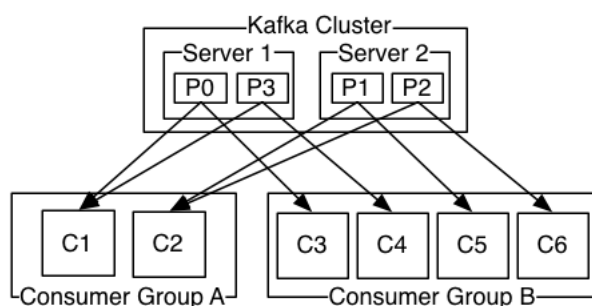 Kafka Cluster
Server 1
Server 2
P0
P3
P1
P2
C1
C2
C3
C4
C5
C6
Consumer Group A
Consumer Group B